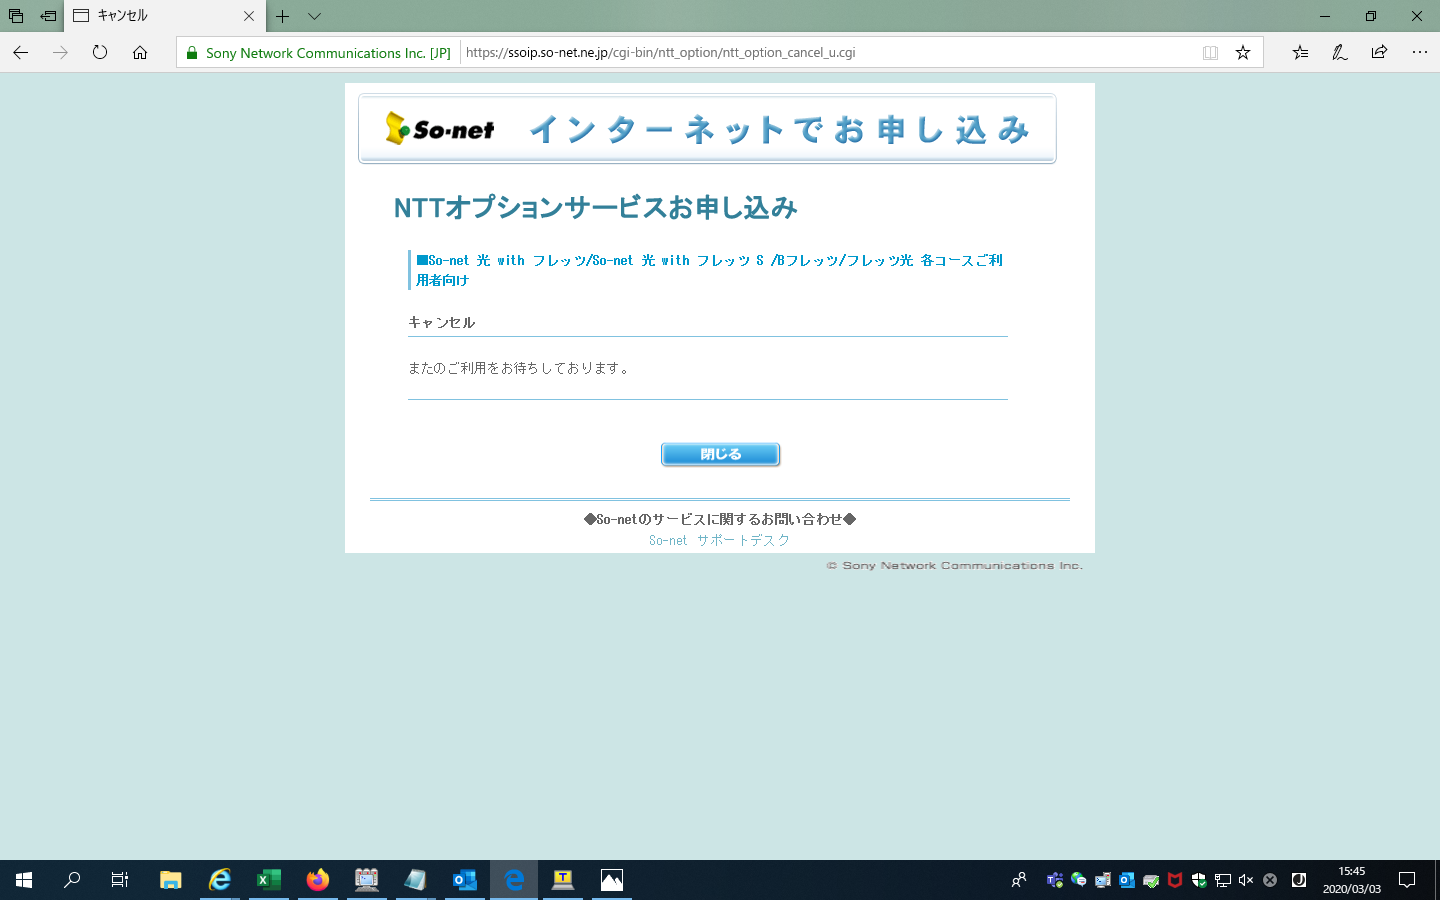 キャンセル
Sony Network Communications Inc. [JP]
https://ssoip.so-net.ne.jp/cgi-bin/ntt_option/ntt_option_cancel_u.cgi
So-net インターネットでお申し込み
NTTオプションサービスお申し込み
■So-net 光 with フレッツ/So-net 光 with フレッツ S /Bフレッツ/フレッツ光 各コースご利
用者向け
キャンセル
またのご利用をお待ちしております。
閉じる
◆So-netのサービスに関するお問い合わせ◆
So-net サポートデスク
© Sony Network Communications Inc.
15:45
2020/03/03